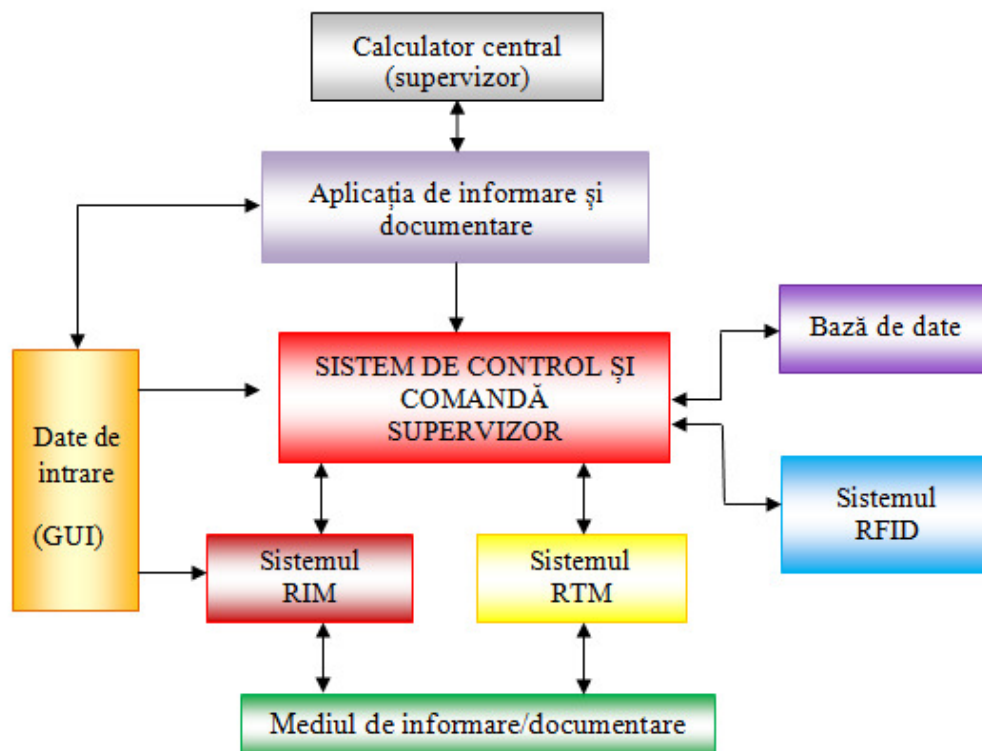 Calculator central
(supervizor)
Aplicația de informare și
documentare
Bază de date
SISTEM DE CONTROL ȘI
COMANDĂ
SUPERVIZOR
Date de
intrare
(GUI)
Sistemul
RFID
Sistemul
RIM
Sistemul
RTM
Mediul de informare/documentare